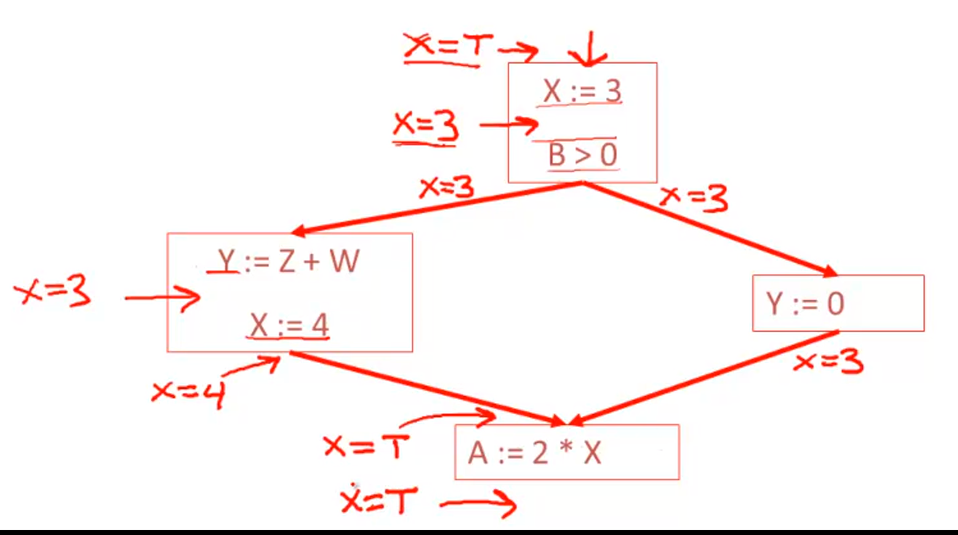 X=T
X := 3
X=3
B > 0
X=3
X=3
Y := Z + W
X=3
Y := 0
X := 4
X=3
X=4
X=T
A := 2 * X
X=T